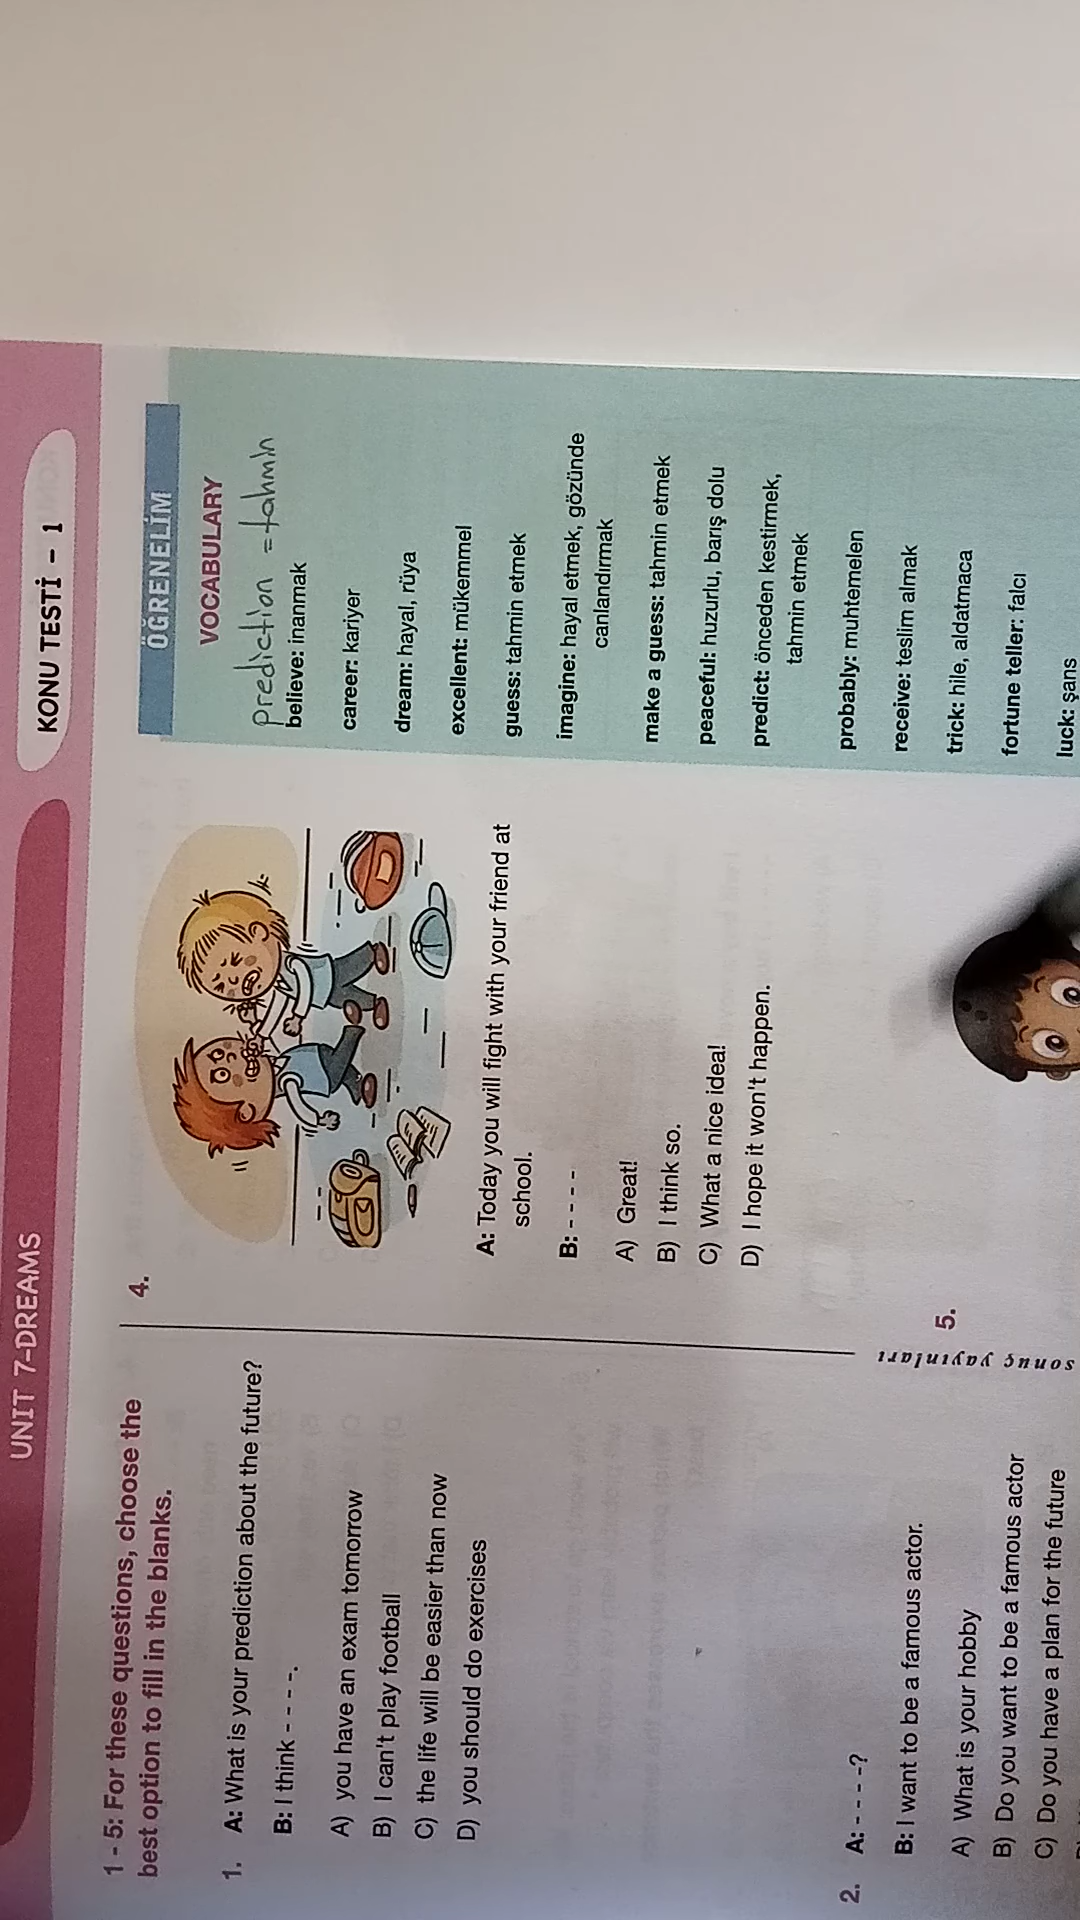 UNIT 7-DREAMS
KONU TESTİ - 1
1 - 5: For these questions, choose the
best option to fill in the blanks.
1. A: What is your prediction about the future?
B: I think - - - -.
A) you have an exam tomorrow
B) I can't play football
C) the life will be easier than now
D) you should do exercises
2. A: - - - -?
B: I want to be a famous actor.
A) What is your hobby
B) Do you want to be a famous actor
C) Do you have a plan for the future
sonuç yayınları
4.
A: Today you will fight with your friend at
school.
B: - - - -
A) Great!
B) I think so.
C) What a nice idea!
D) I hope it won't happen.
5.
ÖĞRENELİM
VOCABULARY
prediction = tahmin
believe: inanmak
career: kariyer
dream: hayal, rüya
excellent: mükemmel
guess: tahmin etmek
imagine: hayal etmek, gözünde
canlandırmak
make a guess: tahmin etmek
peaceful: huzurlu, barış dolu
predict: önceden kestirmek,
tahmin etmek
probably: muhtemelen
receive: teslim almak
trick: hile, aldatmaca
fortune teller: falcı
luck: şans